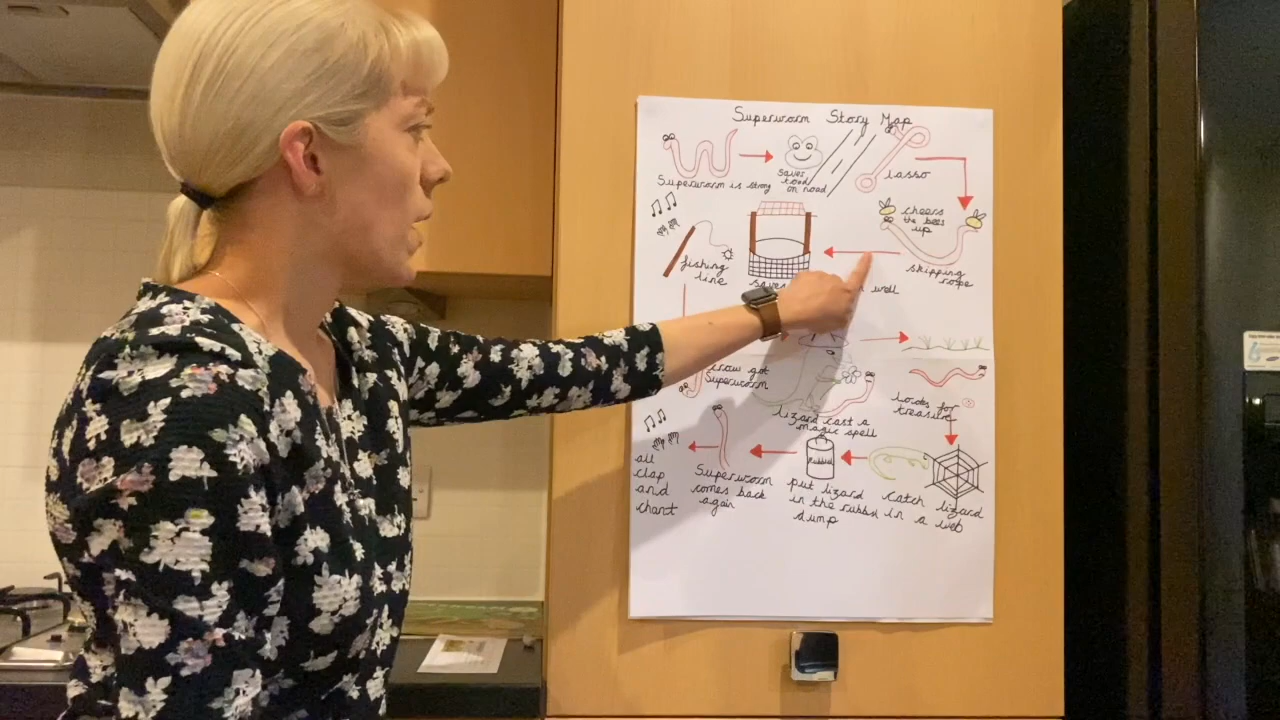 Superworm Story Map
Superworm is strong
saves
toad
on road
lasso
cheers
the bees
up
skipping
rope
fishing
line
saves
well
crow got
Superworm
lizard cast a
magic spell
looks for
treasure
catch lizard
in a web
Rubbish
put lizard
in the rubbish
dump
Superworm
comes back
again
all
clap
and
chant